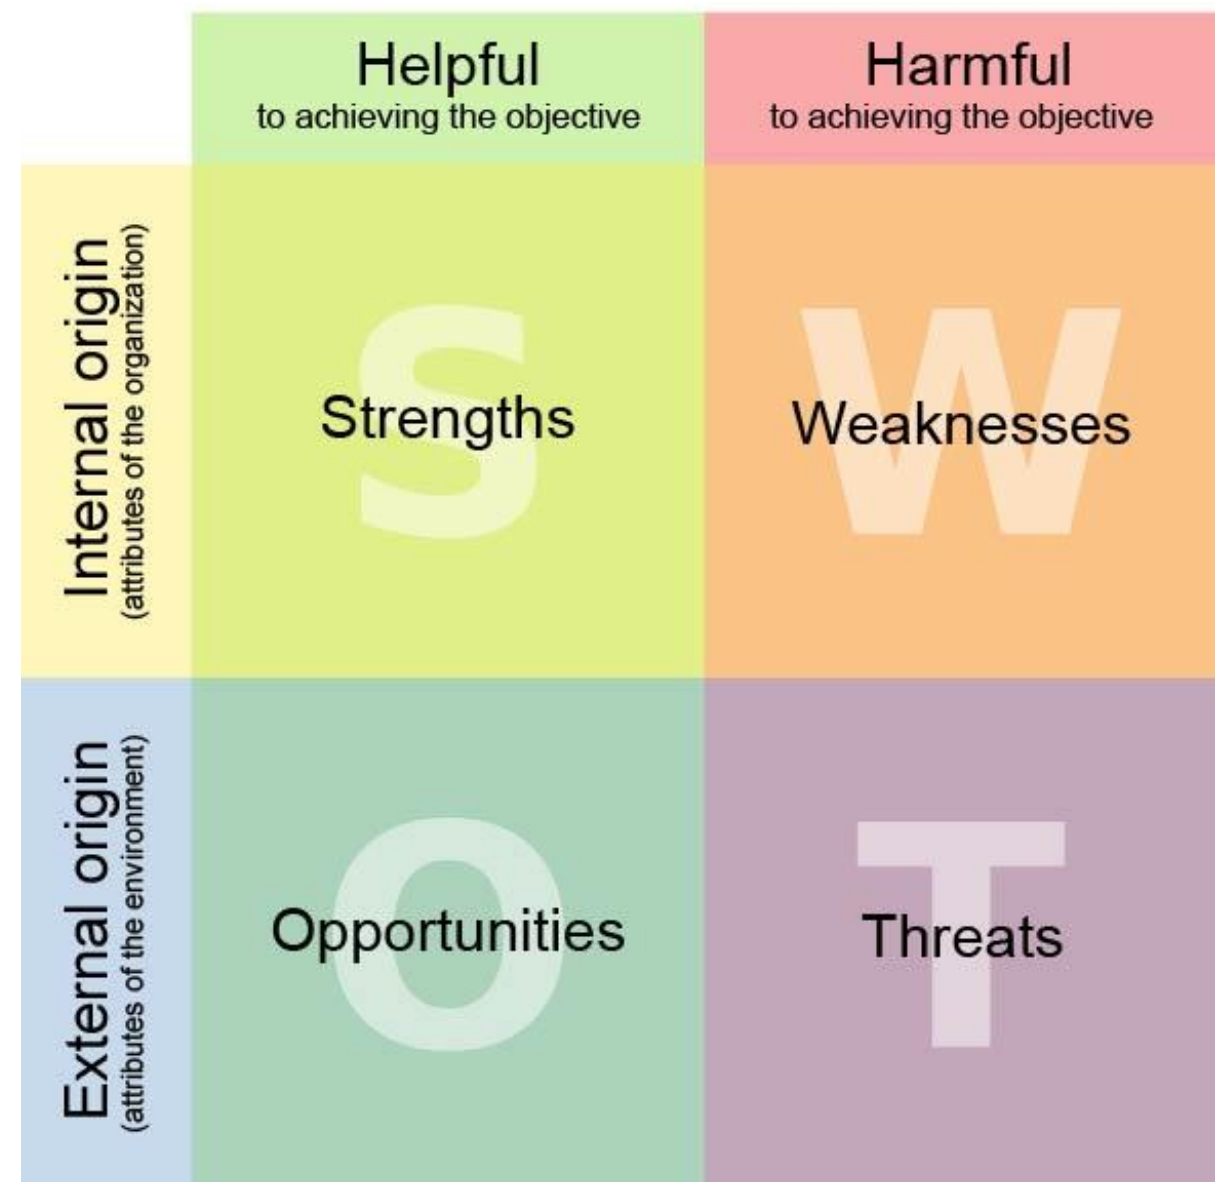 Helpful
to achieving the objective
Harmful
to achieving the objective
Internal origin
(attributes of the organization)
S
Strengths
W
Weaknesses
External origin
(attributes of the environment)
O
Opportunities
T
Threats